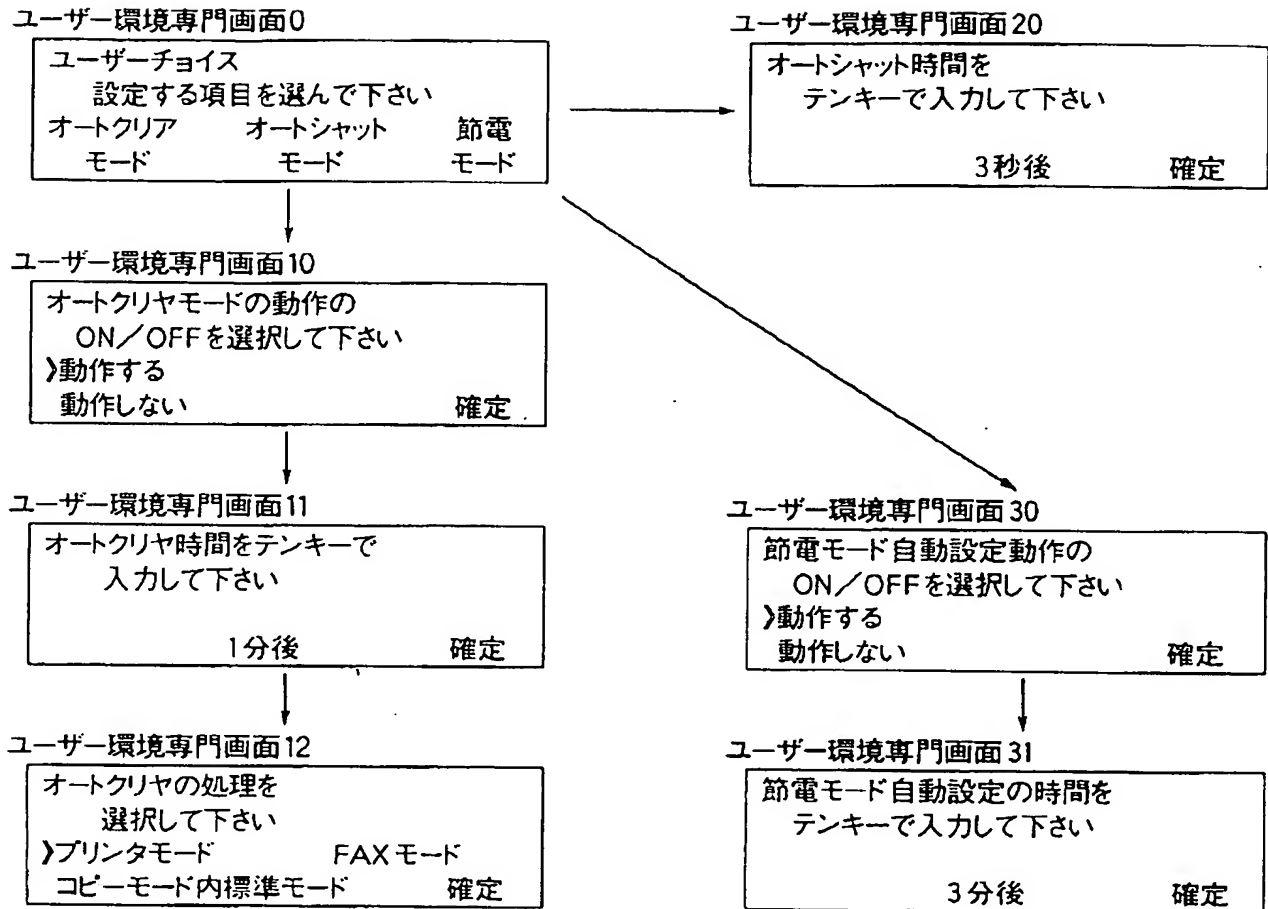 ユーザー環境専門画面0
ユーザーチョイス
設定する項目を選んで下さい
オートクリア オートシャット 節電
モード モード モード
ユーザー環境専門画面20
オートシャット時間を
テンキーで入力して下さい
3秒後 確定
ユーザー環境専門画面10
オートクリヤモードの動作の
ON/OFFを選択して下さい
》動作する
動作しない 確定
ユーザー環境専門画面11
オートクリヤ時間をテンキーで
入力して下さい
1分後 確定
ユーザー環境専門画面12
オートクリヤの処理を
選択して下さい
》プリンタモード FAXモード
コピーモード内標準モード 確定
ユーザー環境専門画面30
節電モード自動設定動作の
ON/OFFを選択して下さい
》動作する
動作しない 確定
ユーザー環境専門画面31
節電モード自動設定の時間を
テンキーで入力して下さい
3分後 確定